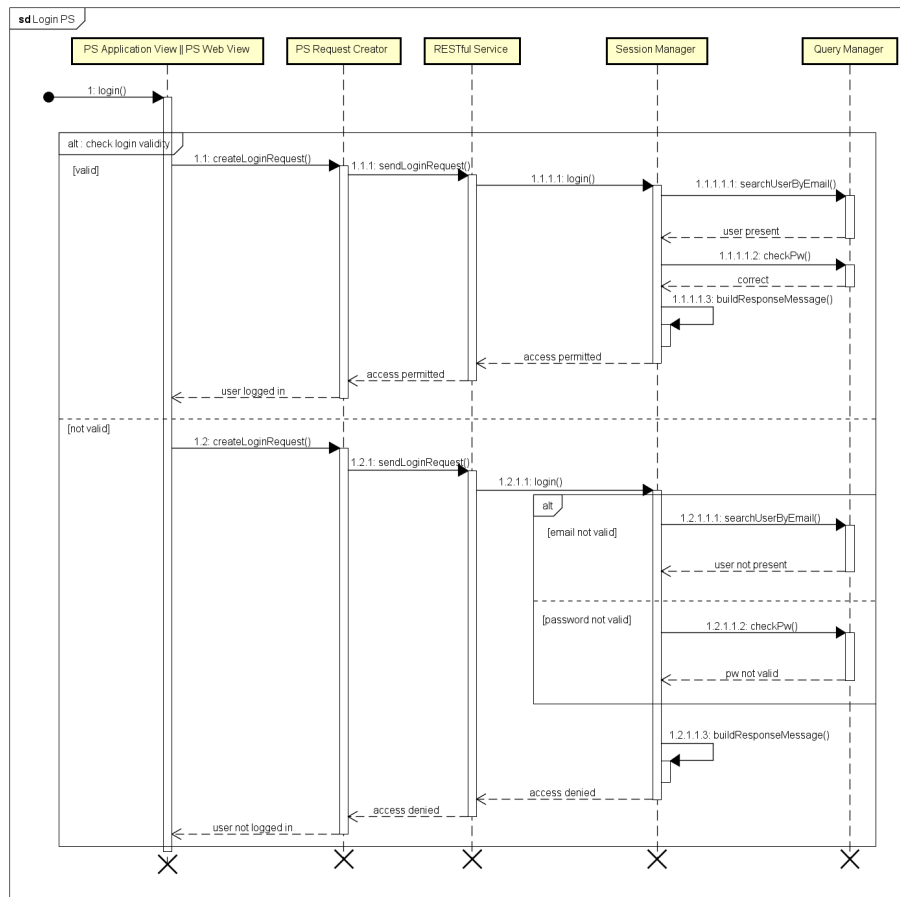 sd Login PS
PS Application View || PS Web View
PS Request Creator
RESTful Service
Session Manager
Query Manager
1: login()
alt : check login validity
[valid]
1.1: createLoginRequest()
1.1.1: sendLoginRequest()
1.1.1.1: login()
1.1.1.1.1: searchUserByEmail()
user present
1.1.1.1.2: checkPw()
correct
1.1.1.1.3: buildResponseMessage()
access permitted
access permitted
user logged in
[not valid]
1.2: createLoginRequest()
1.2.1: sendLoginRequest()
1.2.1.1: login()
alt
[email not valid]
1.2.1.1.1: searchUserByEmail()
user not present
[password not valid]
1.2.1.1.2: checkPw()
pw not valid
1.2.1.1.3: buildResponseMessage()
access denied
access denied
user not logged in